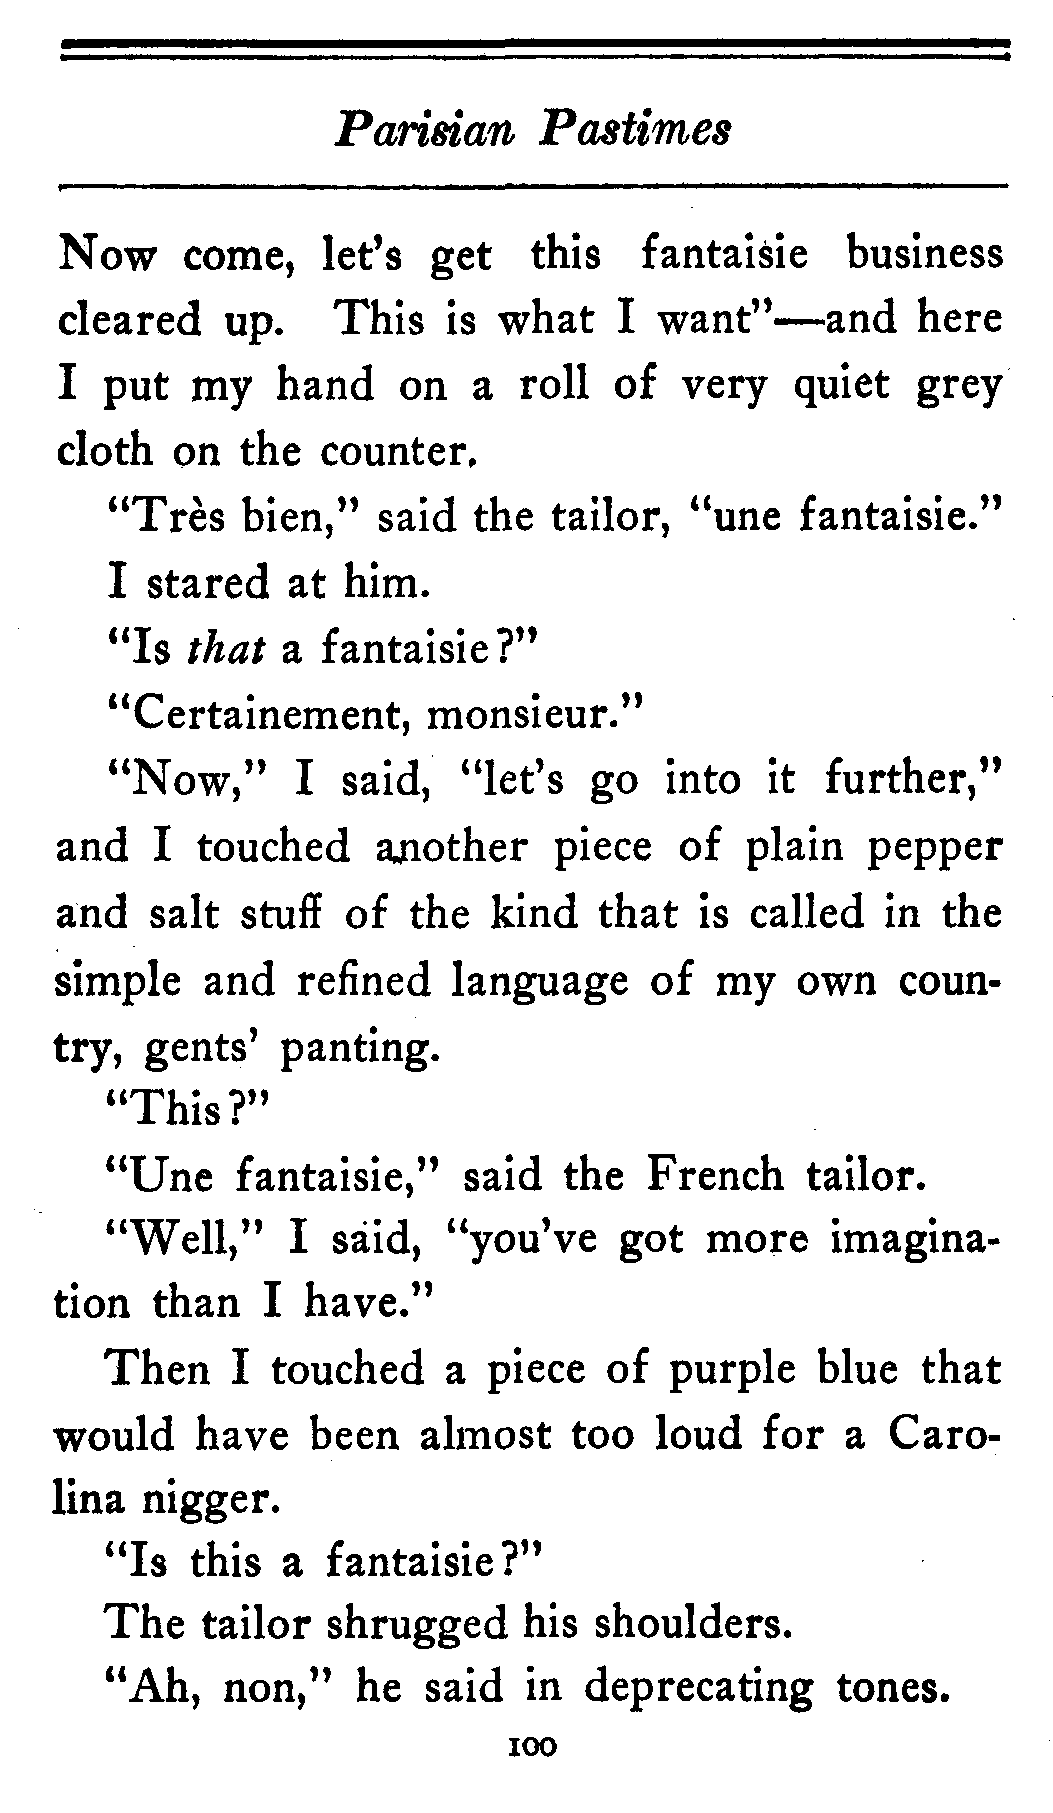 Parisian Pastimes
Now come, let's get this fantaisie business
cleared up. This is what I want"—and here
I put my hand on a roll of very quiet grey
cloth on the counter.
"Très bien," said the tailor, "une fantaisie."
I stared at him.
"Is that a fantaisie?"
"Certainement, monsieur."
"Now," I said, "let's go into it further,"
and I touched another piece of plain pepper
and salt stuff of the kind that is called in the
simple and refined language of my own coun-
try, gents' panting.
"This?"
"Une fantaisie," said the French tailor.
"Well," I said, "you've got more imagina-
tion than I have."
Then I touched a piece of purple blue that
would have been almost too loud for a Caro-
lina nigger.
"Is this a fantaisie?"
The tailor shrugged his shoulders.
"Ah, non," he said in deprecating tones.
100